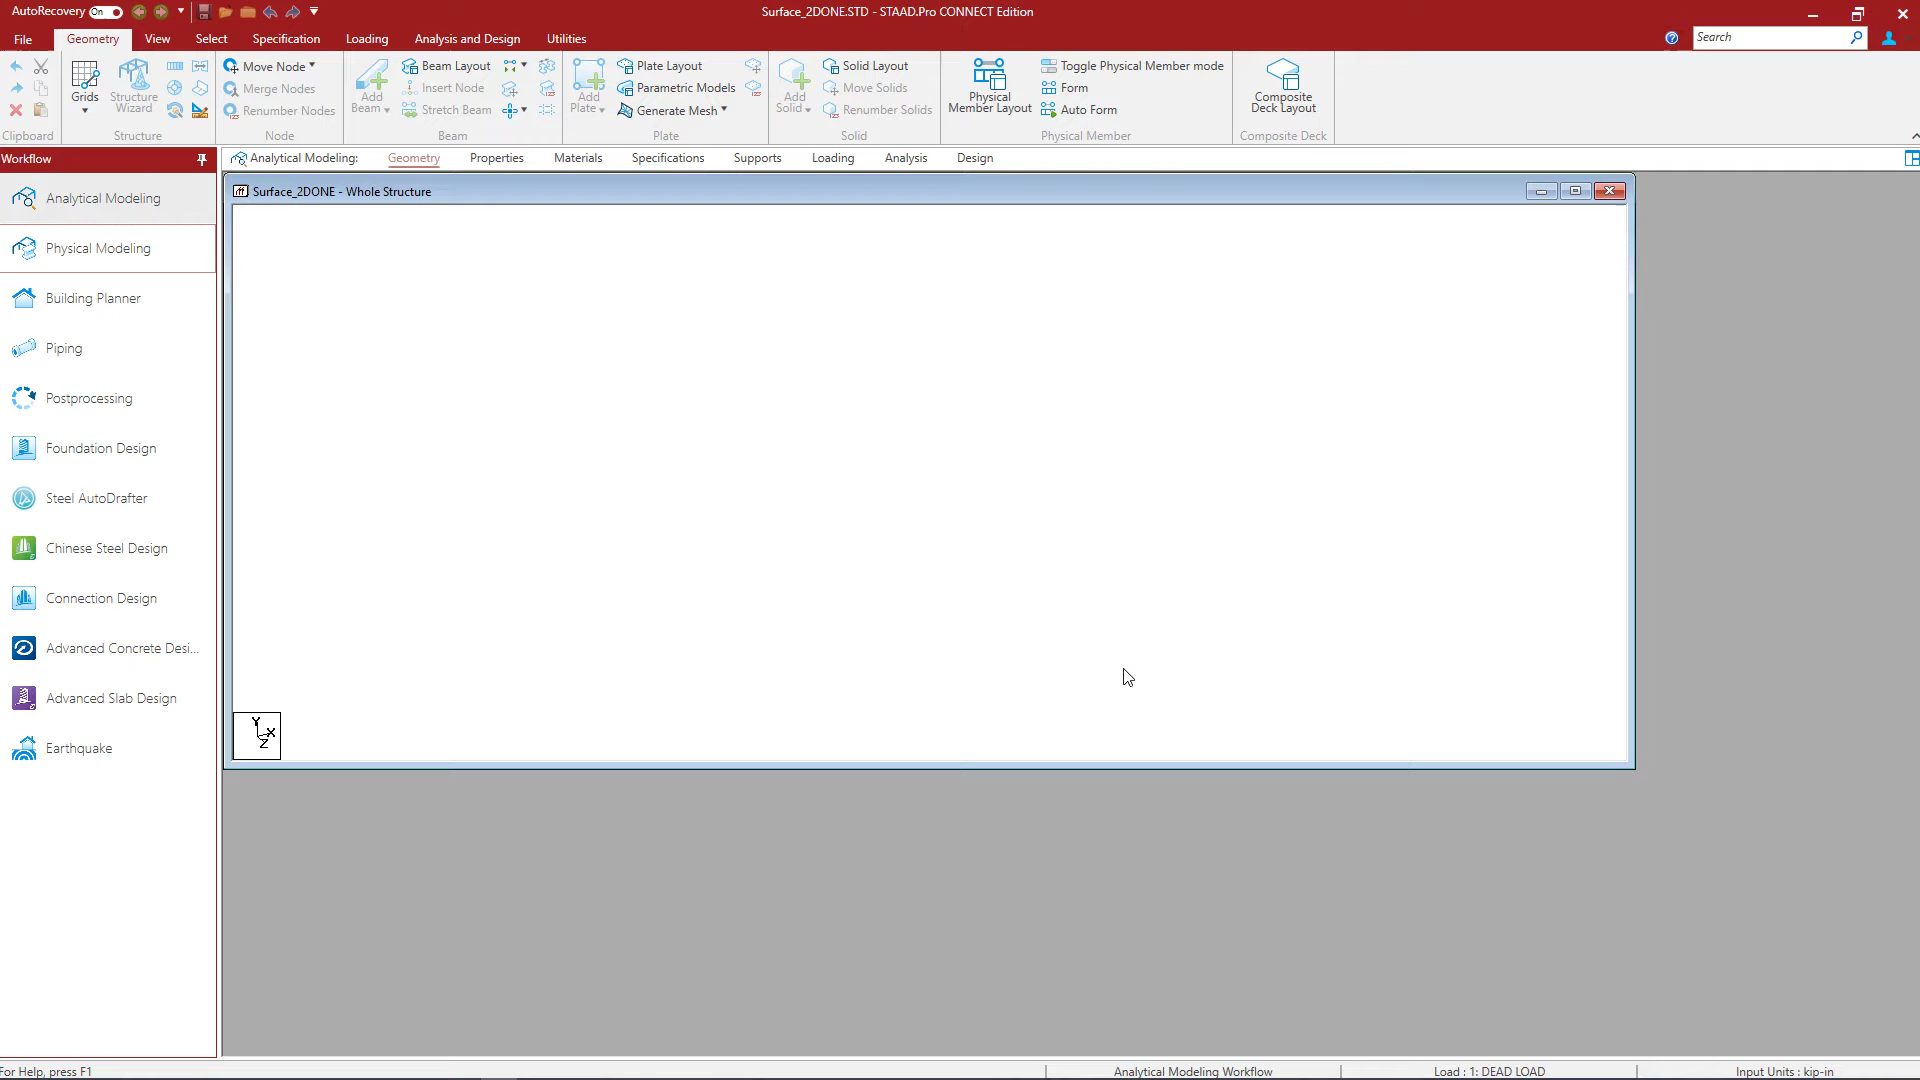 AutoRecovery On
Surface_2DONE.STD - STAAD.Pro CONNECT Edition
File Geometry View Select Specification Loading Analysis and Design Utilities
Search
Grids
Structure Wizard
Structure
Clipboard
Move Node
Merge Nodes
Renumber Nodes
Node
Add Beam
Beam Layout
Insert Node
Stretch Beam
Beam
Add Plate
Plate Layout
Parametric Models
Generate Mesh
Plate
Add Solid
Solid Layout
Move Solids
Renumber Solids
Solid
Physical Member Layout
Toggle Physical Member mode
Form
Auto Form
Physical Member
Composite Deck Layout
Composite Deck
Workflow
Analytical Modeling: Geometry Properties Materials Specifications Supports Loading Analysis Design
Surface_2DONE - Whole Structure
Analytical Modeling
Physical Modeling
Building Planner
Piping
Postprocessing
Foundation Design
Steel AutoDrafter
Chinese Steel Design
Connection Design
Advanced Concrete Desi...
Advanced Slab Design
Earthquake
Y
X
Z
For Help, press F1
Analytical Modeling Workflow
Load : 1: DEAD LOAD
Input Units : kip-in